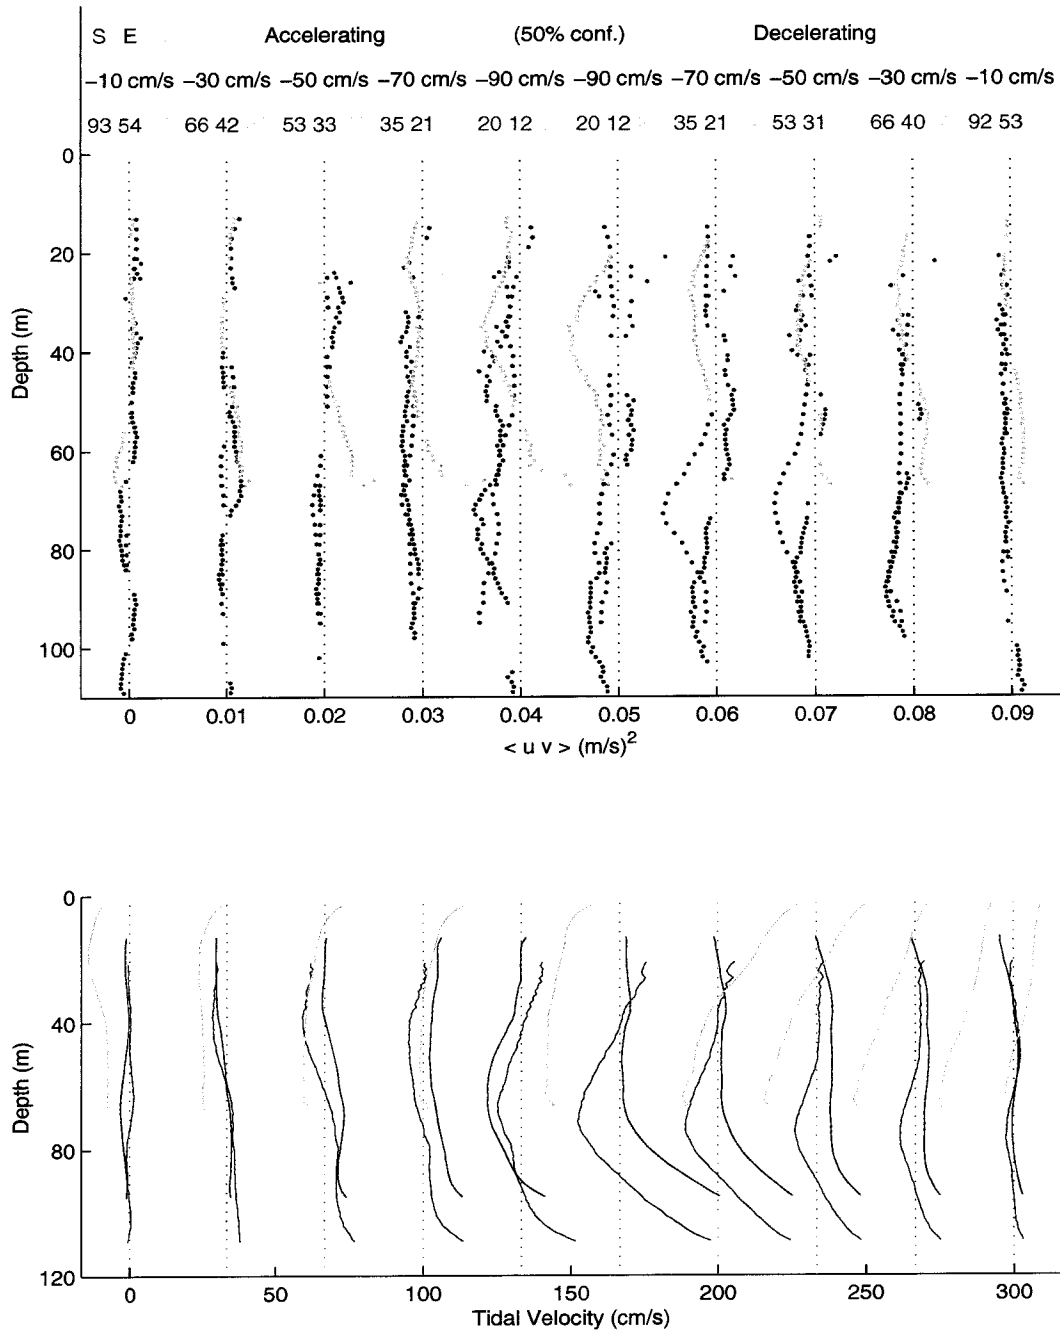 S E Accelerating (50% conf.) Decelerating
−10 cm/s −30 cm/s −50 cm/s −70 cm/s −90 cm/s −90 cm/s −70 cm/s −50 cm/s −30 cm/s −10 cm/s
93 54 66 42 53 33 35 21 20 12 20 12 35 21 53 31 66 40 92 53
0
20
40
60
80
100
Depth (m)
0 0.01 0.02 0.03 0.04 0.05 0.06 0.07 0.08 0.09
< u v > (m/s)2
0
40
80
120
Depth (m)
0 50 100 150 200 250 300
Tidal Velocity (cm/s)